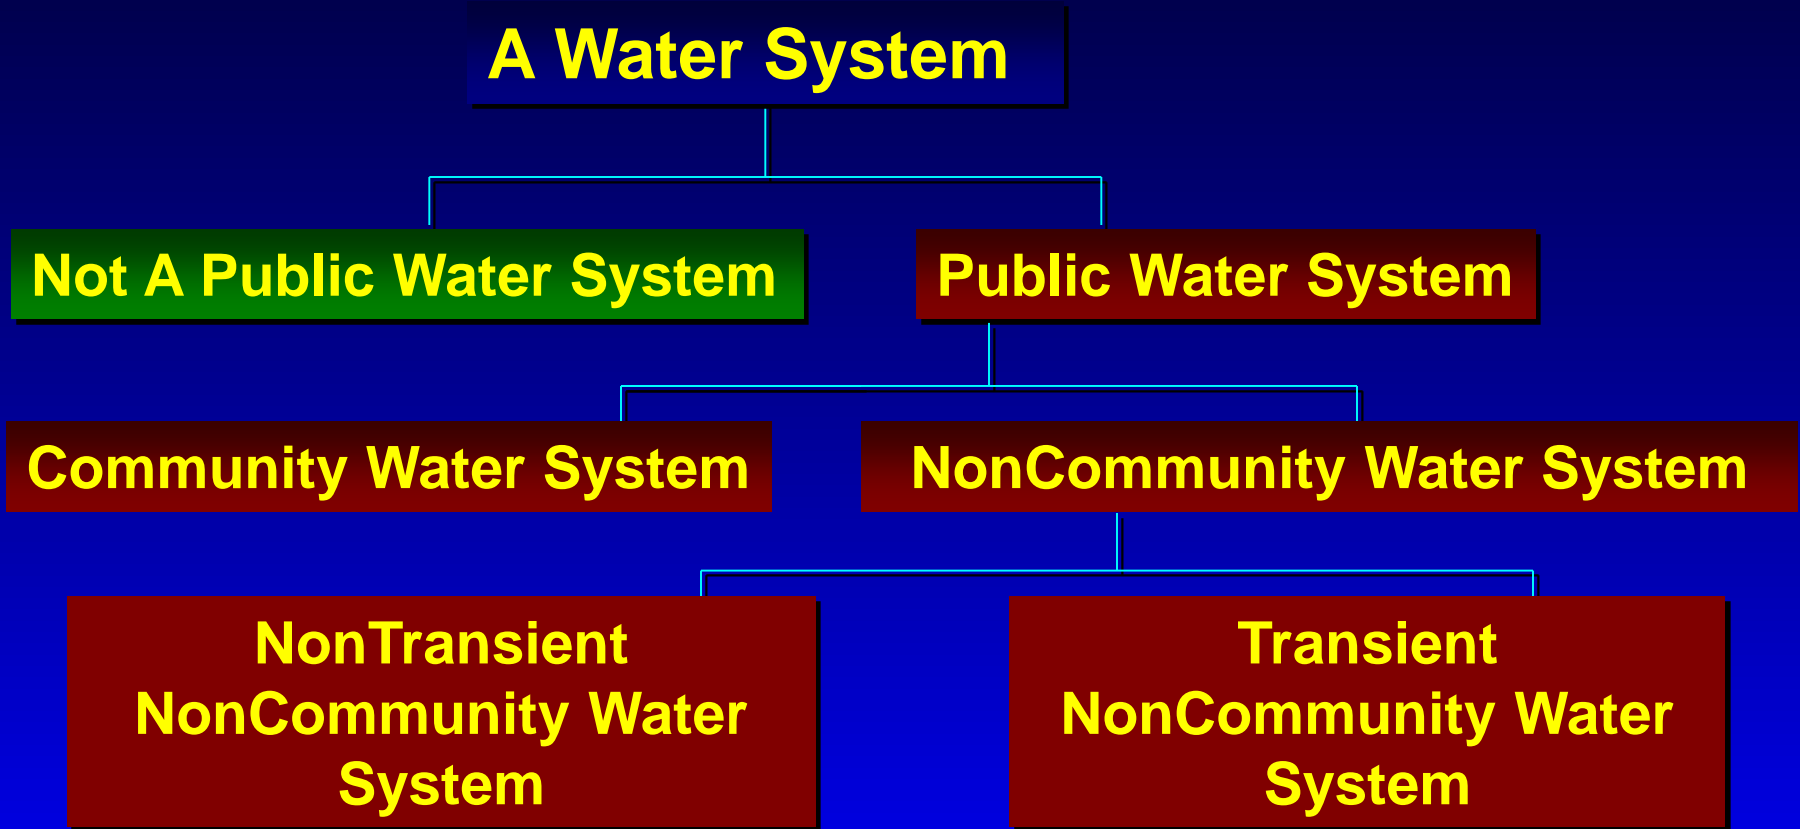 A Water System
Not A Public Water System
Public Water System
Community Water System
NonCommunity Water System
NonTransient
NonCommunity Water
System
Transient
NonCommunity Water
System